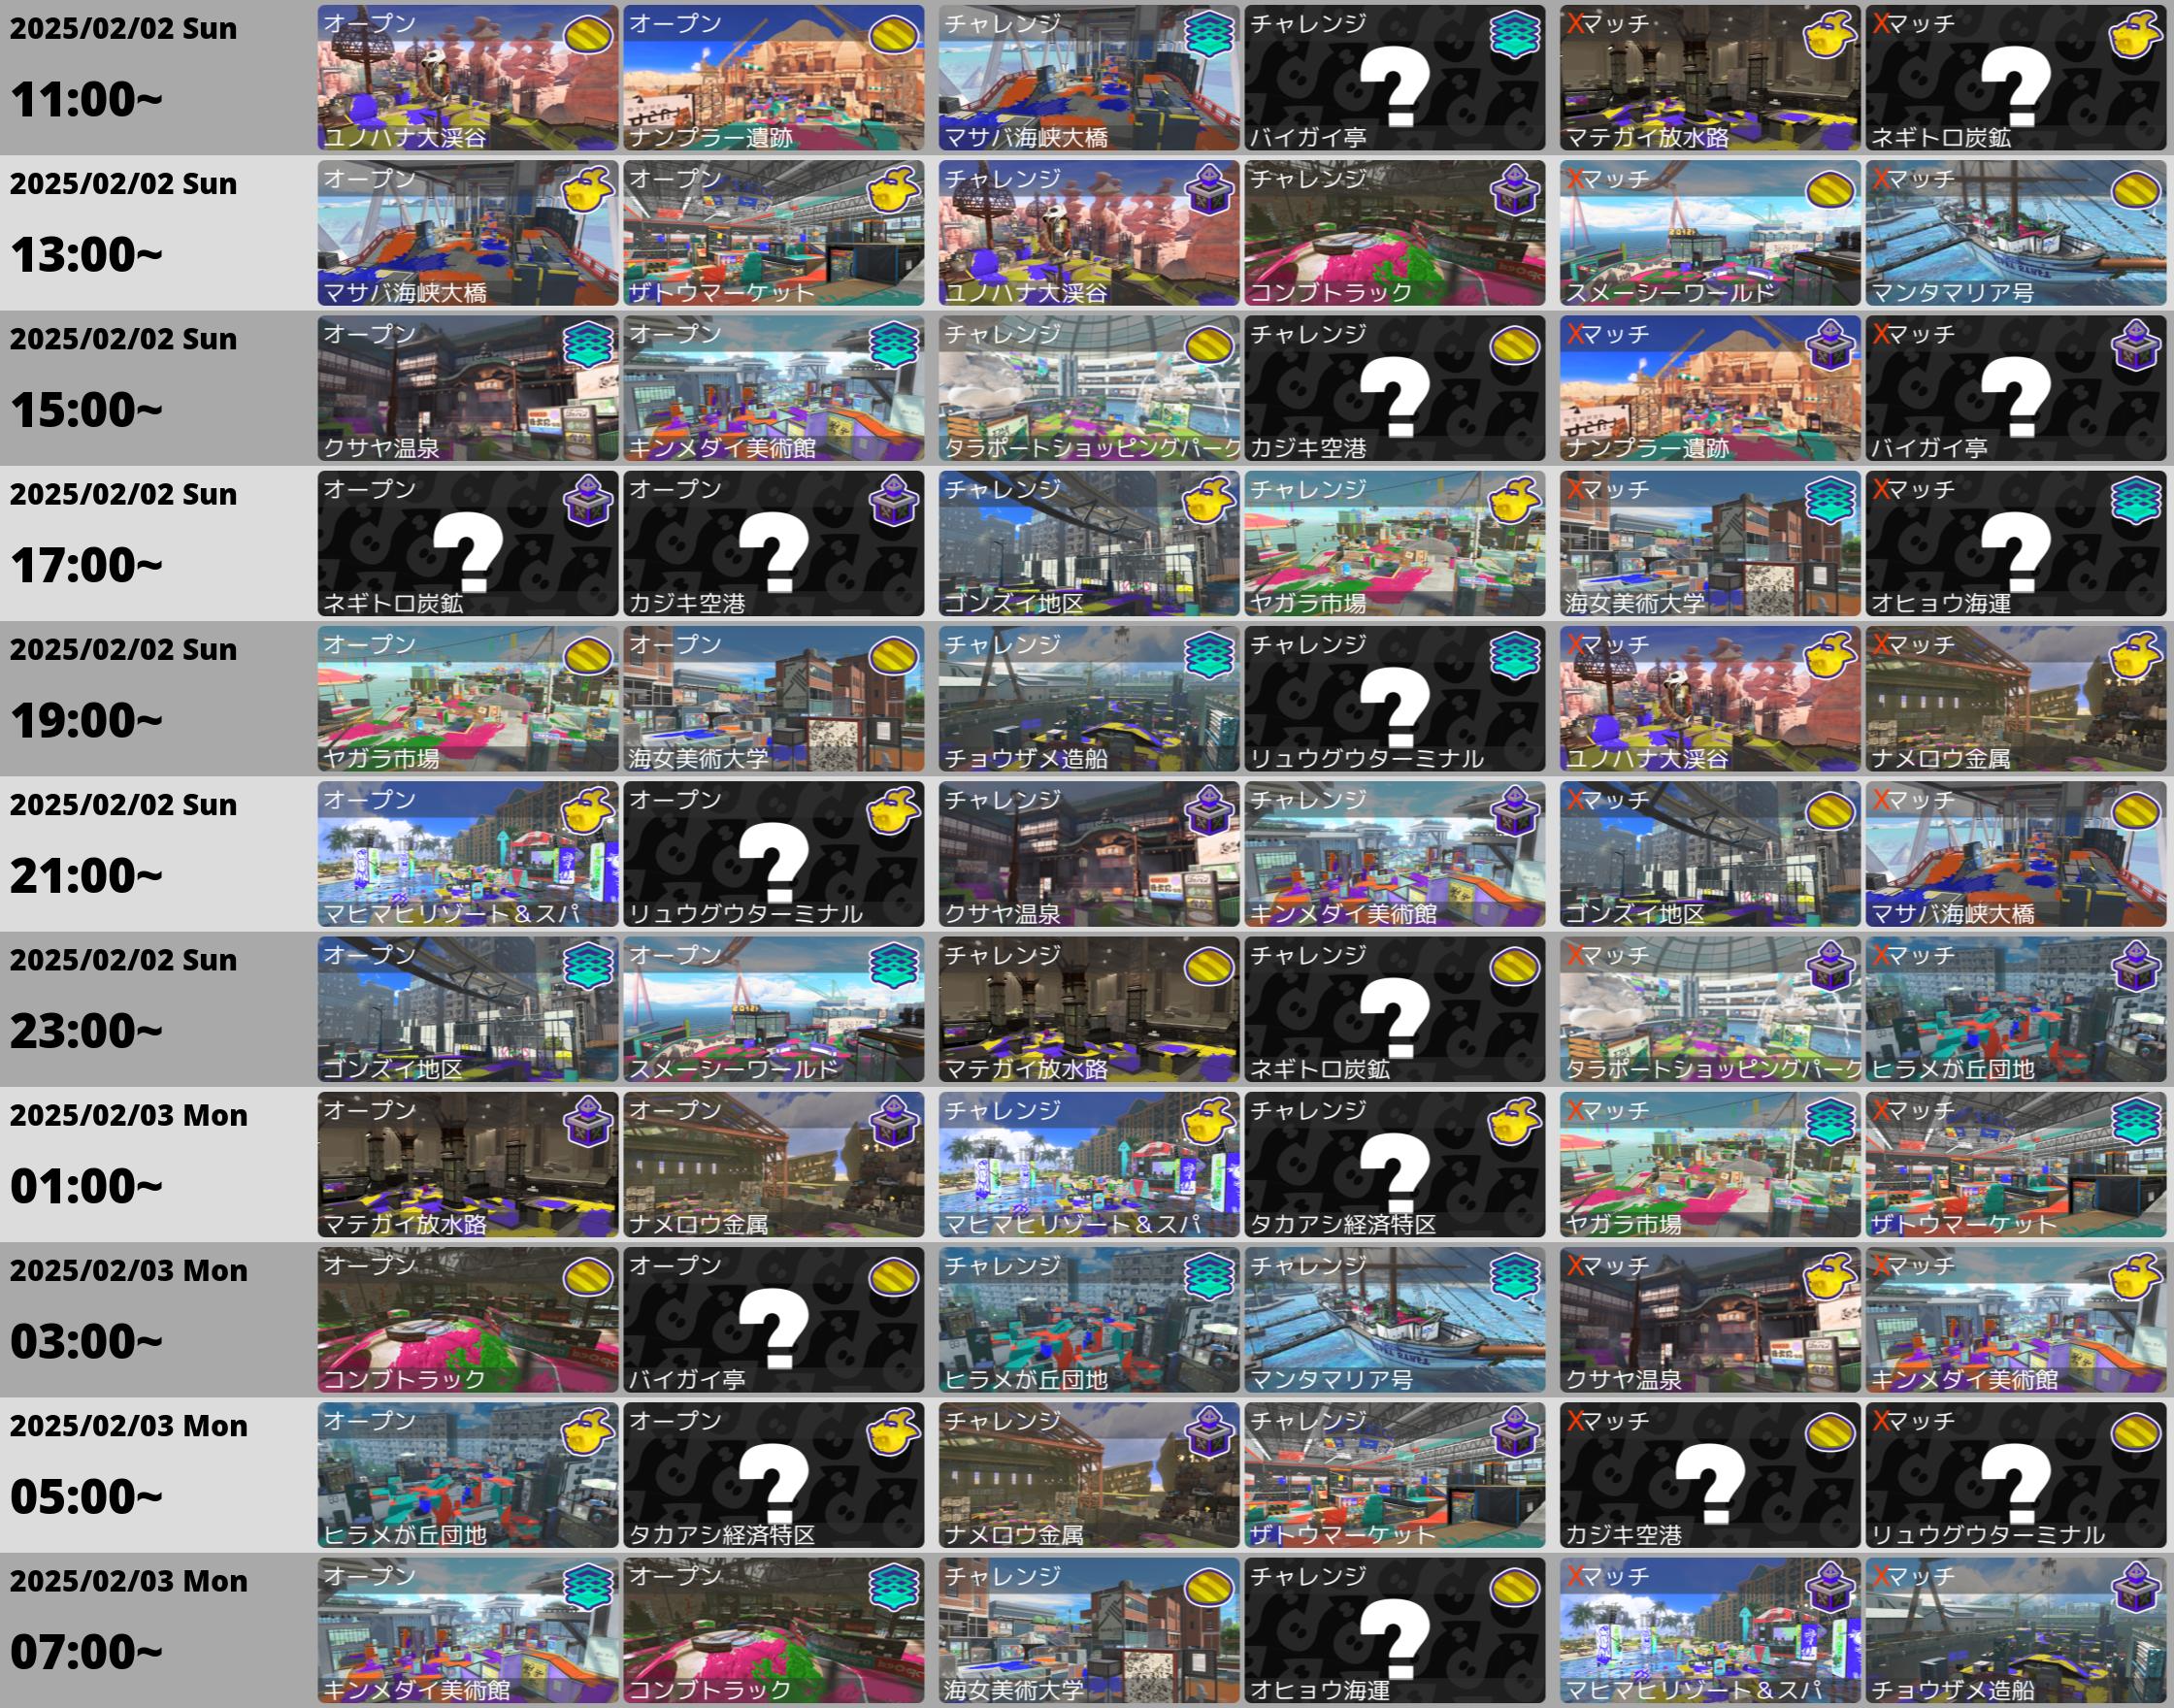 2025/02/02 Sun
11:00~
オープン
ユノハナ大渓谷
オープン
ナンプラー遺跡
チャレンジ
マサバ海峡大橋
チャレンジ
?
バイガイ亭
Xマッチ
マテガイ放水路
Xマッチ
?
ネギトロ炭鉱
2025/02/02 Sun
13:00~
オープン
マサバ海峡大橋
オープン
ザトウマーケット
チャレンジ
ユノハナ大渓谷
チャレンジ
コンブトラック
Xマッチ
スメーシーワールド
Xマッチ
マンタマリア号
2025/02/02 Sun
15:00~
オープン
クサヤ温泉
オープン
キンメダイ美術館
チャレンジ
タラポートショッピングパーク
チャレンジ
?
カジキ空港
Xマッチ
ナンプラー遺跡
Xマッチ
?
バイガイ亭
2025/02/02 Sun
17:00~
オープン
?
ネギトロ炭鉱
オープン
?
カジキ空港
チャレンジ
ゴンズイ地区
チャレンジ
ヤガラ市場
Xマッチ
海女美術大学
Xマッチ
?
オヒョウ海運
2025/02/02 Sun
19:00~
オープン
ヤガラ市場
オープン
海女美術大学
チャレンジ
チョウザメ造船
チャレンジ
?
リュウグウターミナル
Xマッチ
ユノハナ大渓谷
Xマッチ
ナメロウ金属
2025/02/02 Sun
21:00~
オープン
マヒマヒリゾート＆スパ
オープン
?
リュウグウターミナル
チャレンジ
クサヤ温泉
チャレンジ
キンメダイ美術館
Xマッチ
ゴンズイ地区
Xマッチ
マサバ海峡大橋
2025/02/02 Sun
23:00~
オープン
ゴンズイ地区
オープン
スメーシーワールド
チャレンジ
マテガイ放水路
チャレンジ
?
ネギトロ炭鉱
Xマッチ
タラポートショッピングパーク
Xマッチ
ヒラメが丘団地
2025/02/03 Mon
01:00~
オープン
マテガイ放水路
オープン
ナメロウ金属
チャレンジ
マヒマヒリゾート＆スパ
チャレンジ
?
タカアシ経済特区
Xマッチ
ヤガラ市場
Xマッチ
ザトウマーケット
2025/02/03 Mon
03:00~
オープン
コンブトラック
オープン
?
バイガイ亭
チャレンジ
ヒラメが丘団地
チャレンジ
マンタマリア号
Xマッチ
クサヤ温泉
Xマッチ
キンメダイ美術館
2025/02/03 Mon
05:00~
オープン
ヒラメが丘団地
オープン
?
タカアシ経済特区
チャレンジ
ナメロウ金属
チャレンジ
ザトウマーケット
Xマッチ
?
カジキ空港
Xマッチ
?
リュウグウターミナル
2025/02/03 Mon
07:00~
オープン
キンメダイ美術館
オープン
コンブトラック
チャレンジ
海女美術大学
チャレンジ
?
オヒョウ海運
Xマッチ
マヒマヒリゾート＆スパ
Xマッチ
チョウザメ造船